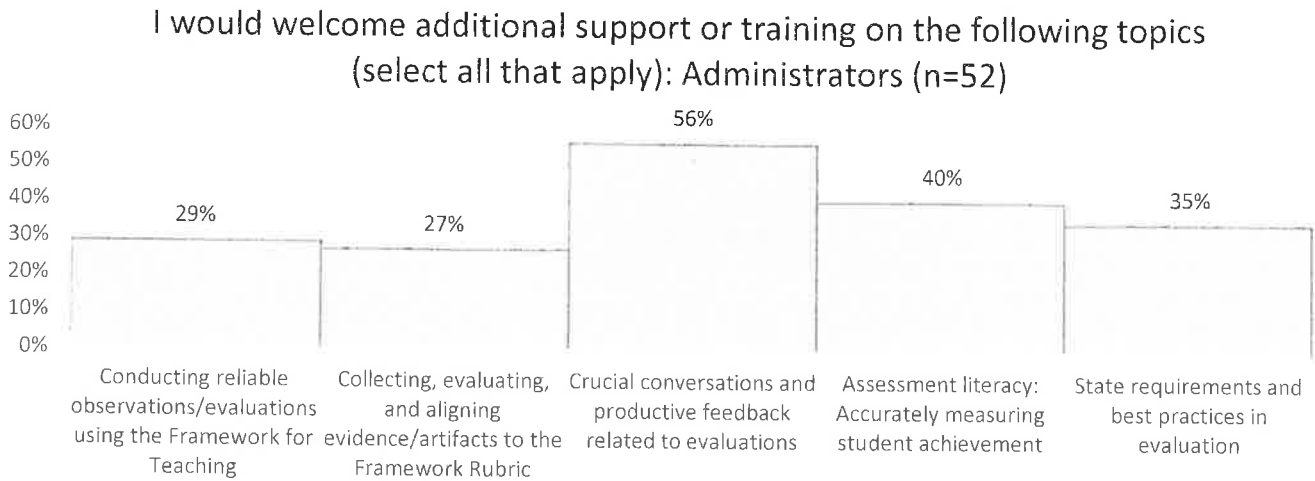 I would welcome additional support or training on the following topics
(select all that apply): Administrators (n=52)
60%
50%
40%
30%
20%
10%
0%
29%
27%
56%
40%
35%
Conducting reliable
observations/evaluations
using the Framework for
Teaching
Collecting, evaluating,
and aligning
evidence/artifacts to the
Framework Rubric
Crucial conversations and
productive feedback
related to evaluations
Assessment literacy:
Accurately measuring
student achievement
State requirements and
best practices in
evaluation